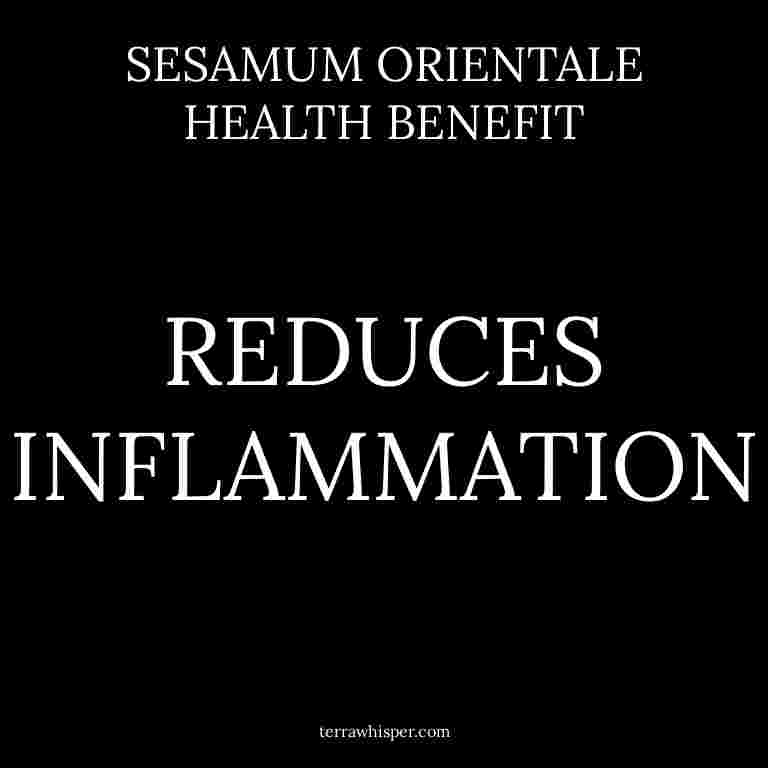 SESAMUM ORIENTALE
HEALTH BENEFIT
REDUCES
INFLAMMATION
terrawhisper.com